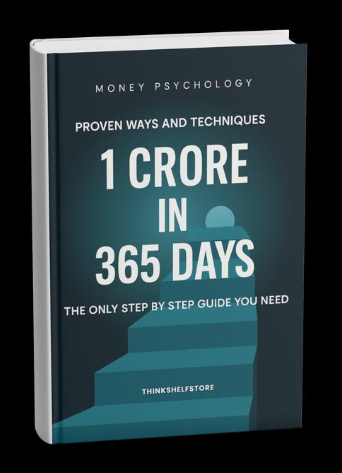 MONEY PSYCHOLOGY
PROVEN WAYS AND TECHNIQUES
1 CRORE
IN
365 DAYS
THE ONLY STEP BY STEP GUIDE YOU NEED
THINKSHELFSTORE